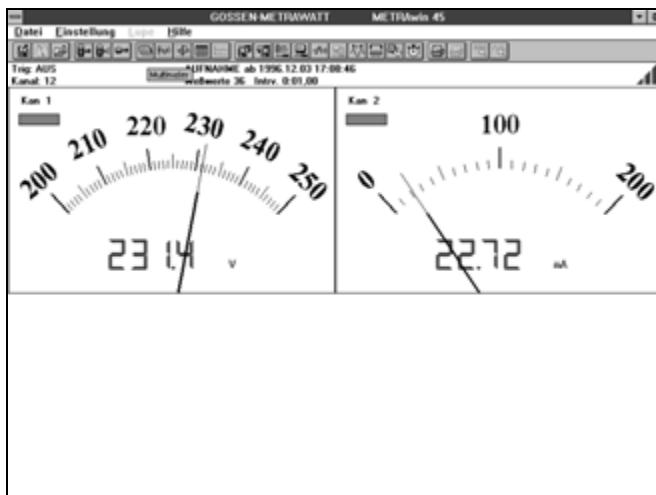 GOSSEN-METRAWATT METRAwin 45
Datei Einstellung Lupe Hilfe
Trig: AUS AUFNAHME ab 1996.12.03 17:08:46
Kanal: 12 Multimeter Meßwerte 36 Intrv. 0:01,00
Kan 1
200 210 220 230 240 250
231.4 V
Kan 2
0 100 200
22.72 mA